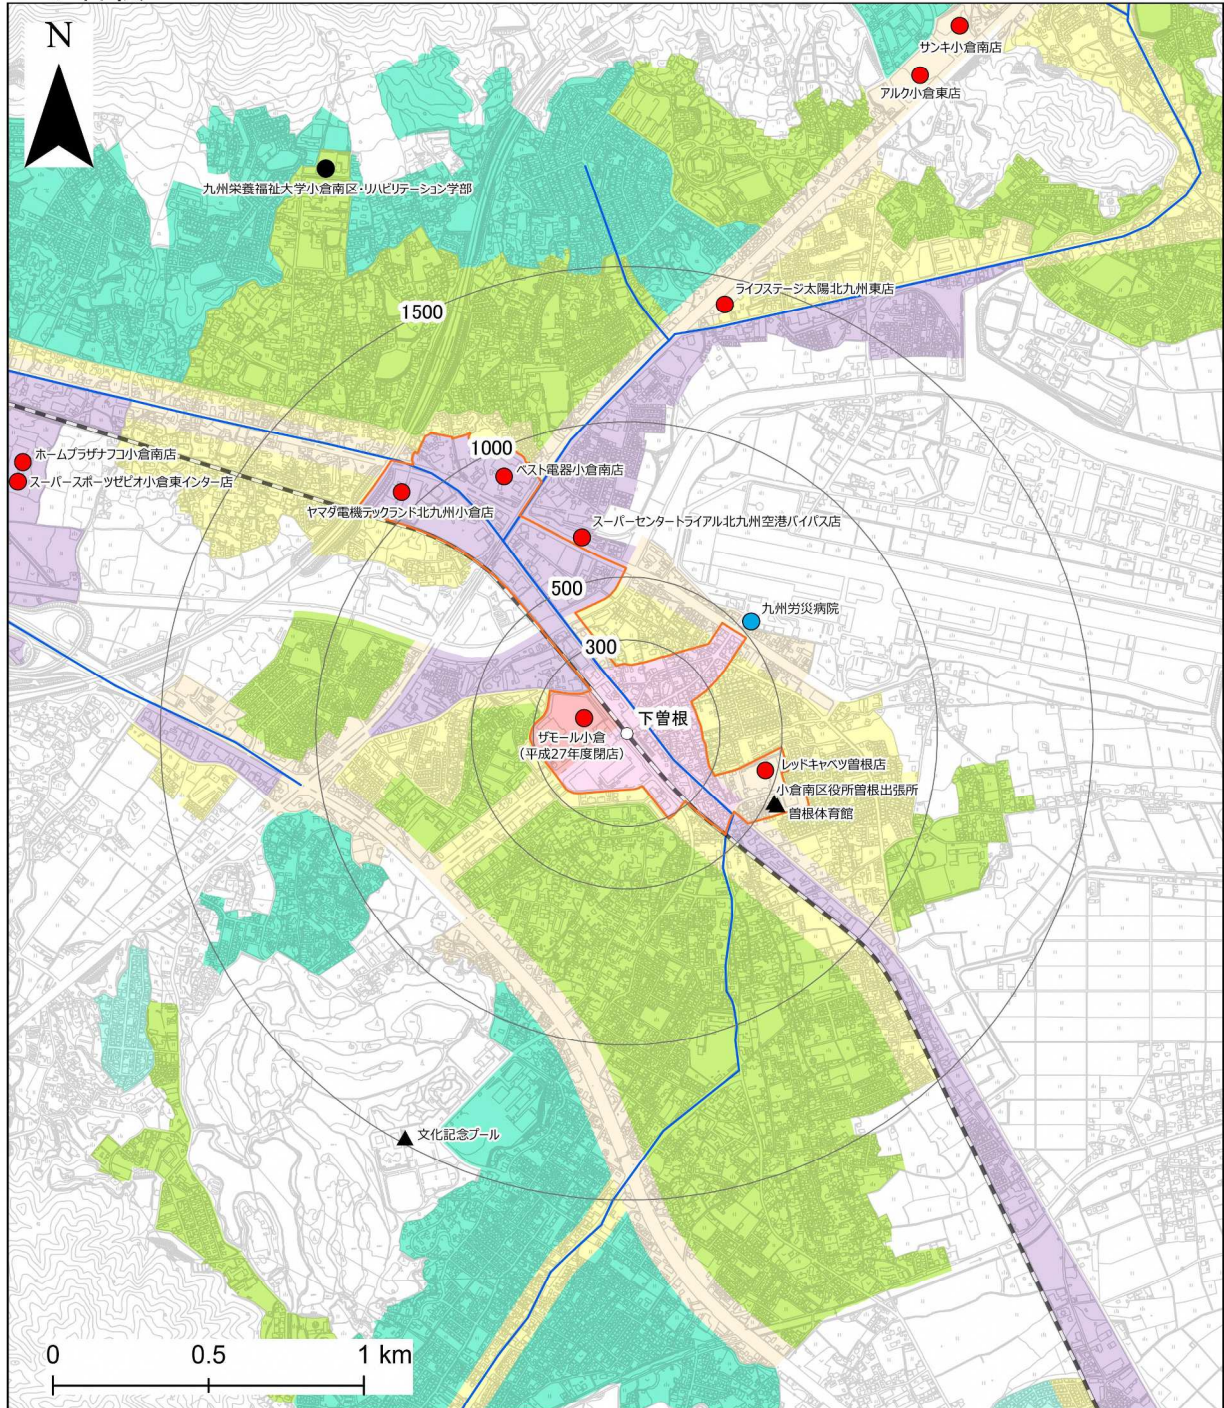 N
サンキ小倉南店
アルク小倉東店
九州栄養福祉大学小倉南区・リハビリテーション学部
ライフステージ太陽北九州東店
1500
1000
ホームプラザナフコ小倉南店
ベスト電器小倉南店
スーパースポーツゼビオ小倉東インター店
ヤマダ電機テックランド北九州小倉店
スーパーセンタートライアル北九州空港バイパス店
500
九州労災病院
300
下曽根
ザモール小倉
(平成27年度閉店)
レッドキャベツ曽根店
小倉南区役所曽根出張所
曽根体育館
文化記念プール
0 0.5 1 km